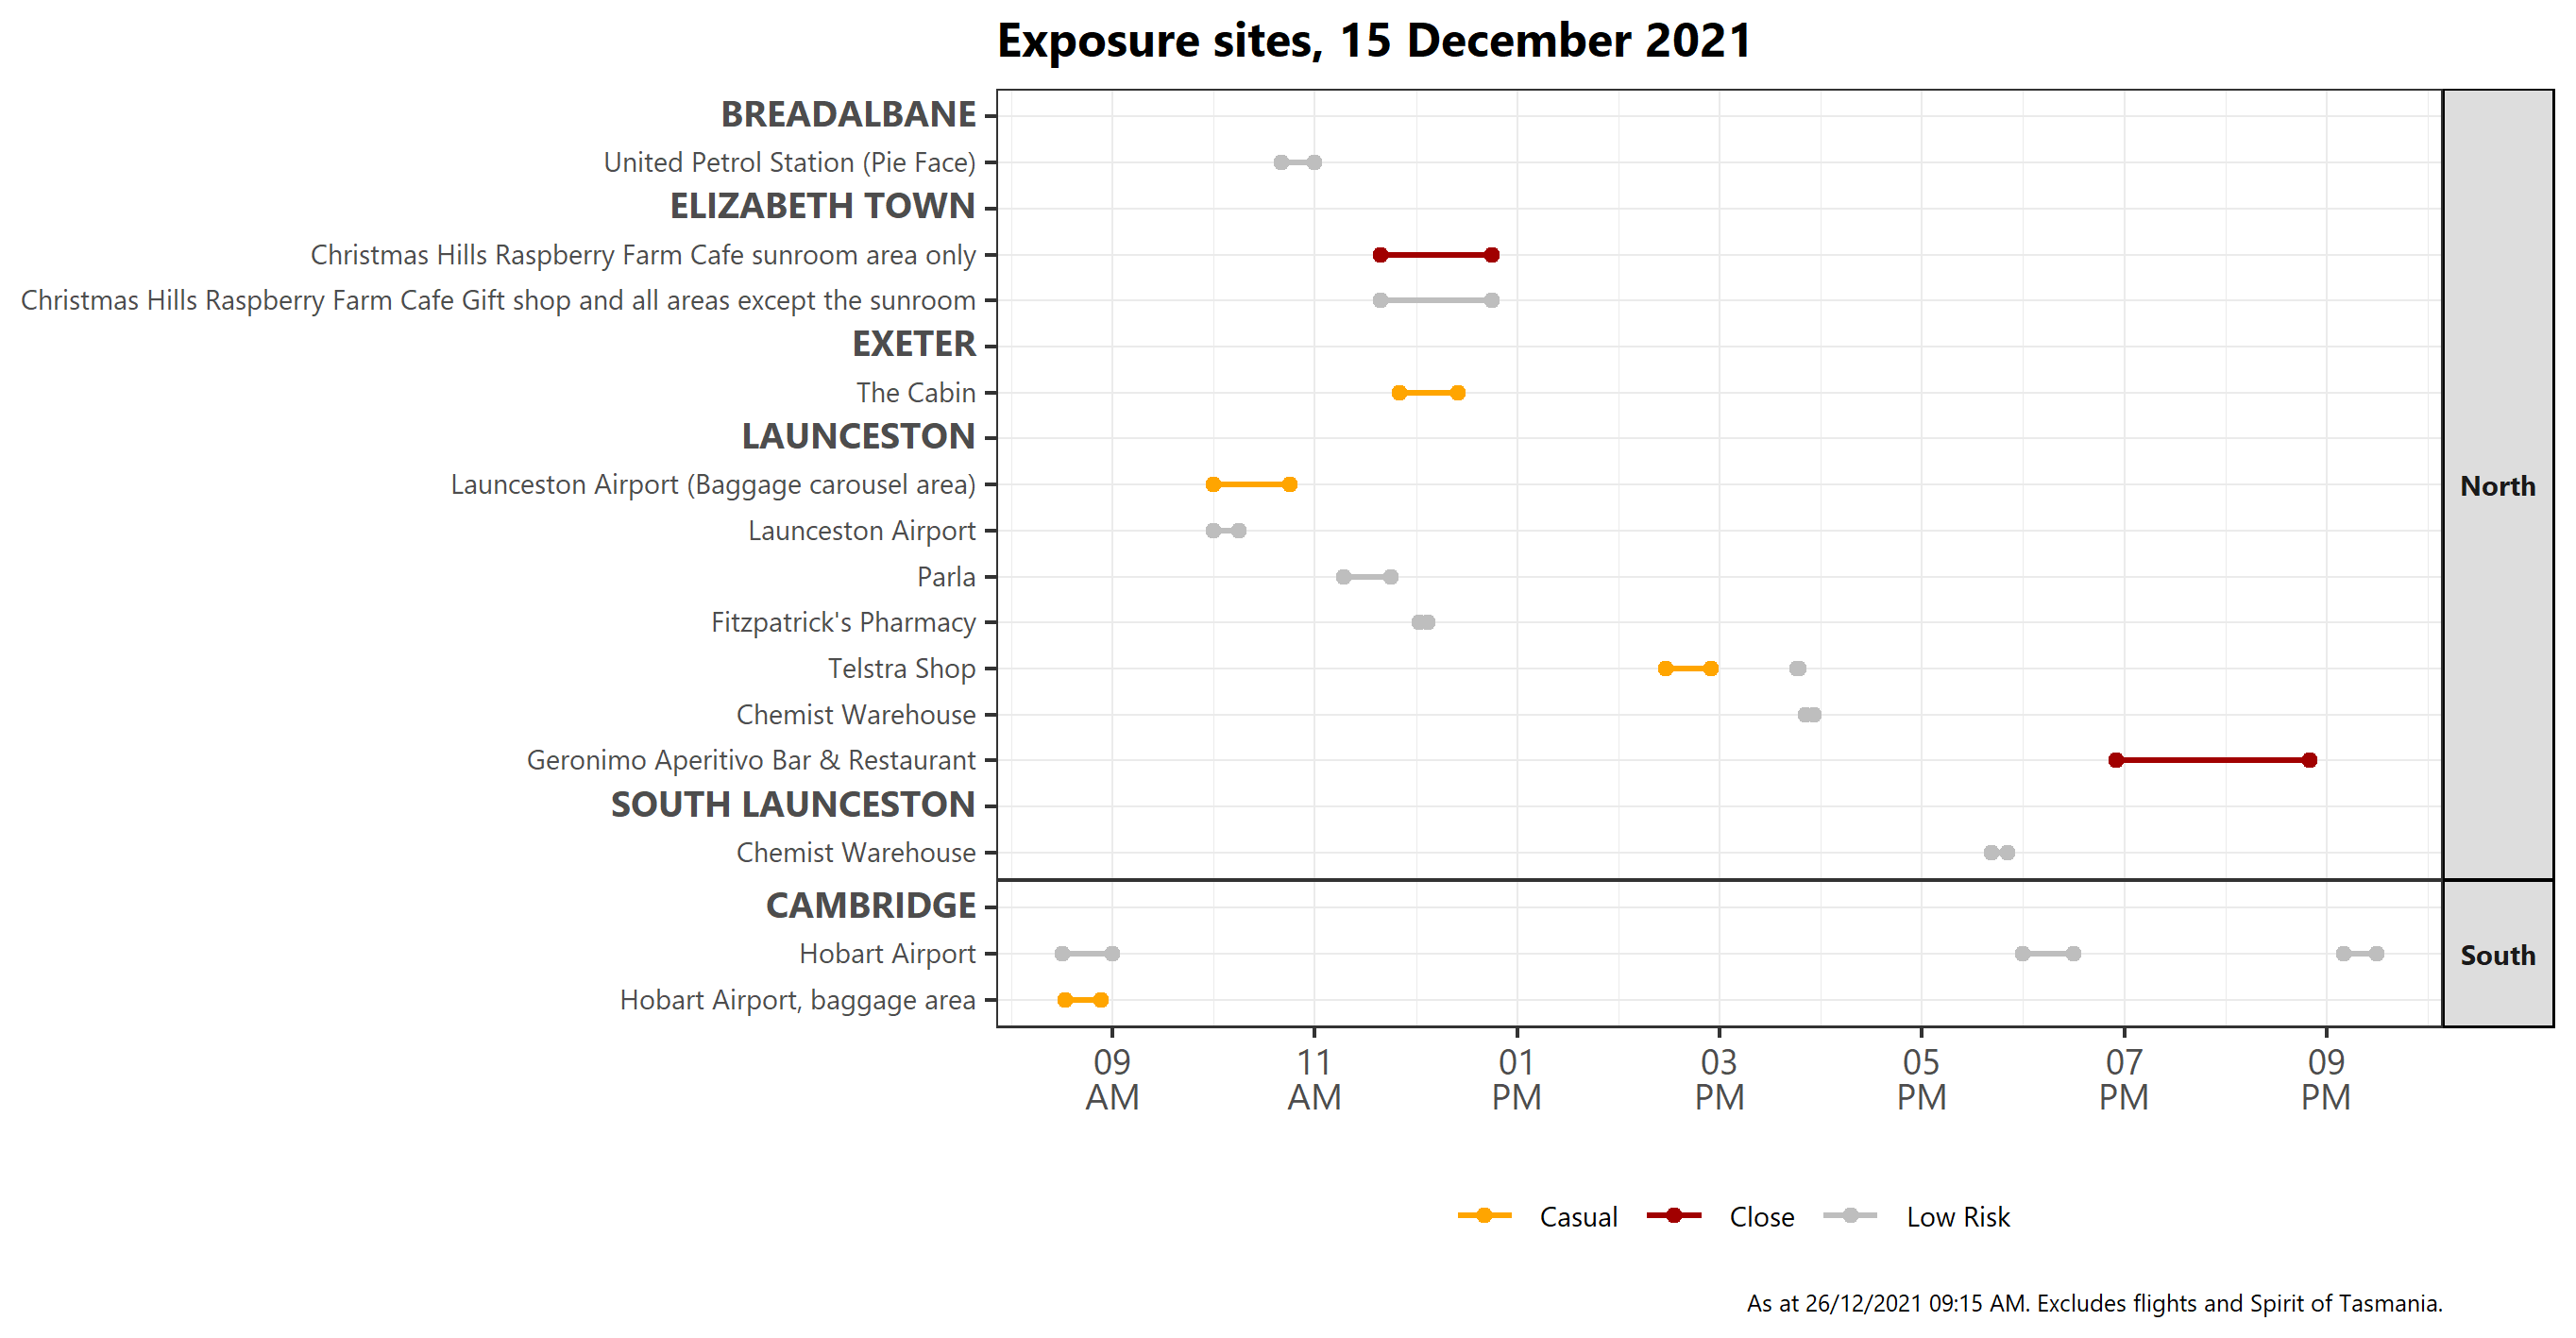 Exposure sites, 15 December 2021
BREADALBANE
United Petrol Station (Pie Face)
ELIZABETH TOWN
Christmas Hills Raspberry Farm Cafe sunroom area only
Christmas Hills Raspberry Farm Cafe Gift shop and all areas except the sunroom
EXETER
The Cabin
LAUNCESTON
Launceston Airport (Baggage carousel area)
Launceston Airport
Parla
Fitzpatrick's Pharmacy
Telstra Shop
Chemist Warehouse
Geronimo Aperitivo Bar & Restaurant
SOUTH LAUNCESTON
Chemist Warehouse
North
CAMBRIDGE
Hobart Airport
Hobart Airport, baggage area
South
09 11 01 03 05 07 09
AM AM PM PM PM PM PM
Casual Close Low Risk
As at 26/12/2021 09:15 AM. Excludes flights and Spirit of Tasmania.